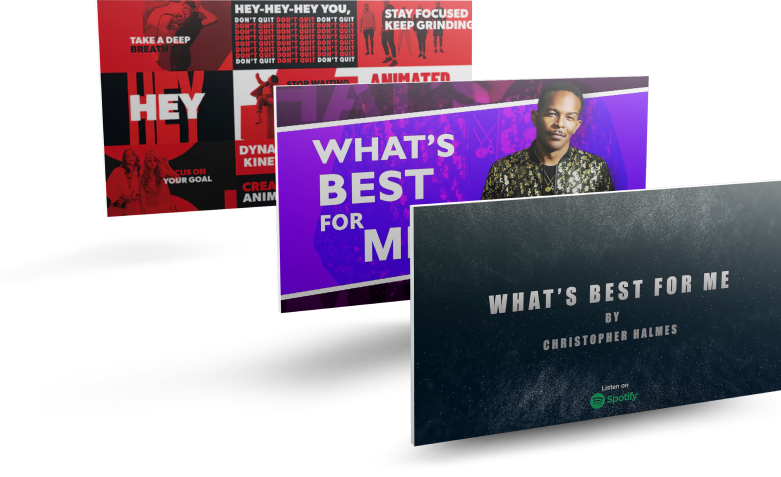 TAKE A DEEP
BREATH
HEY-HEY-HEY YOU,
DON'T QUIT DON'T QUIT DON'T QUIT
DON'T QUIT DON'T QUIT DON'T QUIT
DON'T QUIT DON'T QUIT DON'T QUIT
DON'T QUIT DON'T QUIT DON'T QUIT
DON'T QUIT DON'T QUIT DON'T QUIT
DON'T QUIT DON'T QUIT DON'T QUIT
DON'T QUIT DON'T QUIT DON'T QUIT
STAY FOCUSED
KEEP GRINDING
HEY
STOP WAITING
ANIMATED
FOCUS ON
YOUR GOAL
DYNA
KINE
CREA
ANIM
WHAT'S
BEST
FOR
ME
WHAT'S BEST FOR ME
BY
CHRISTOPHER HALMES
Listen on
Spotify